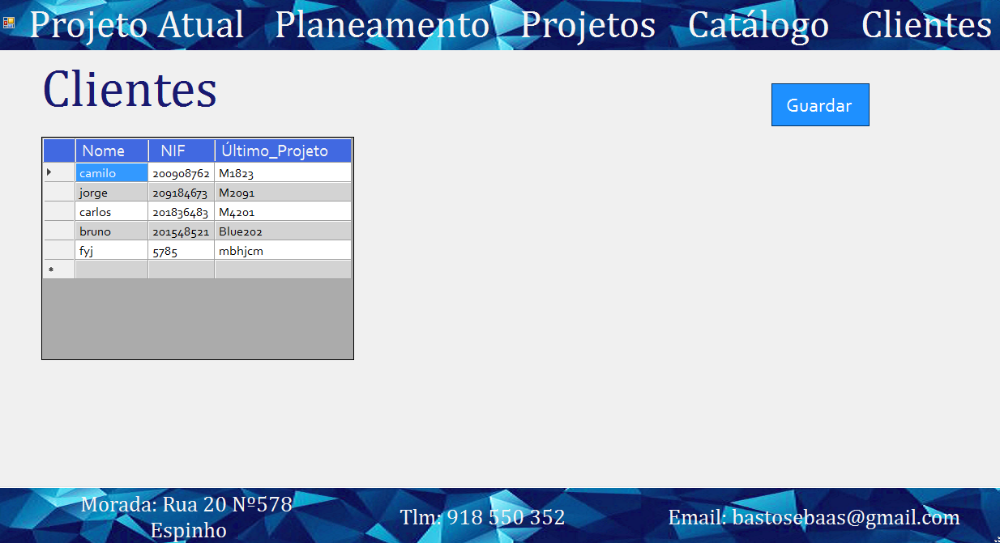 Projeto Atual Planeamento Projetos Catálogo Clientes
Clientes
Guardar
Nome NIF Último_Projeto
camilo 200908762 M1823
jorge 209184673 M2091
carlos 201836483 M4201
bruno 201548521 Blue202
fyj 5785 mbhjcm
Morada: Rua 20 Nº578
Espinho
Tlm: 918 550 352
Email: bastosebaas@gmail.com